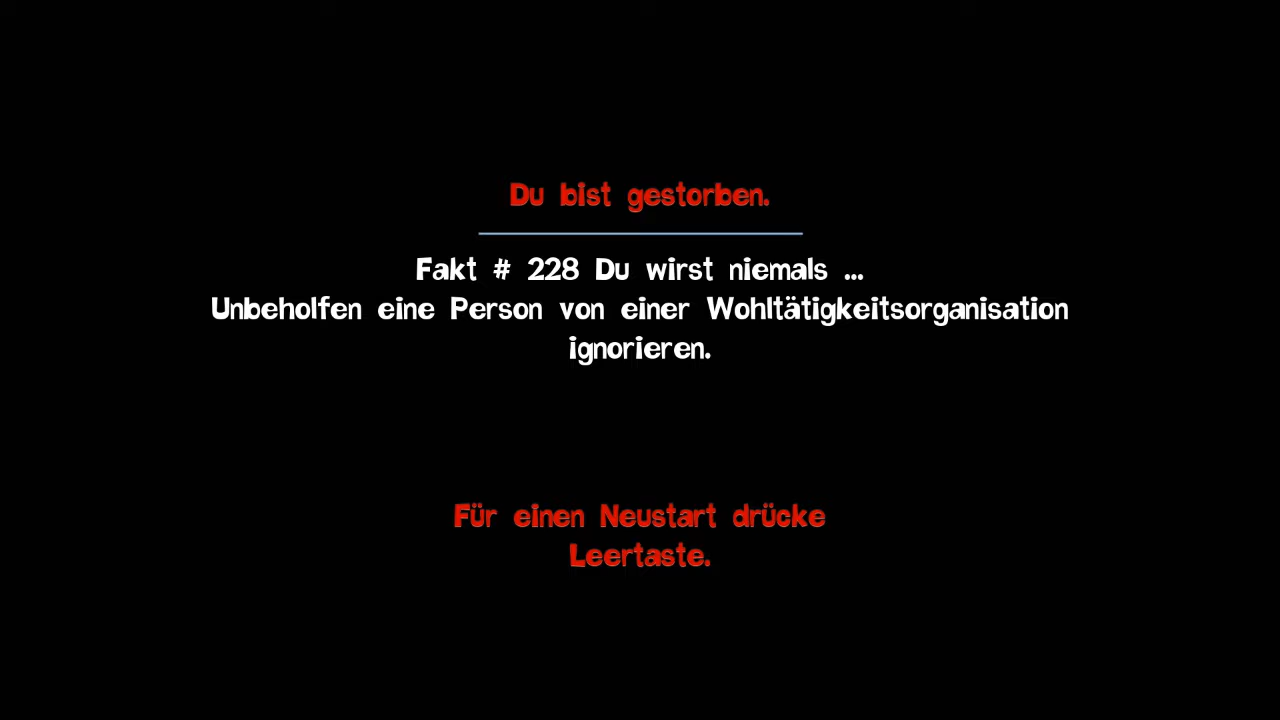 Du bist gestorben.
Fakt # 228 Du wirst niemals ...
Unbeholfen eine Person von einer Wohltätigkeitsorganisation
ignorieren.
Für einen Neustart drücke
Leertaste.